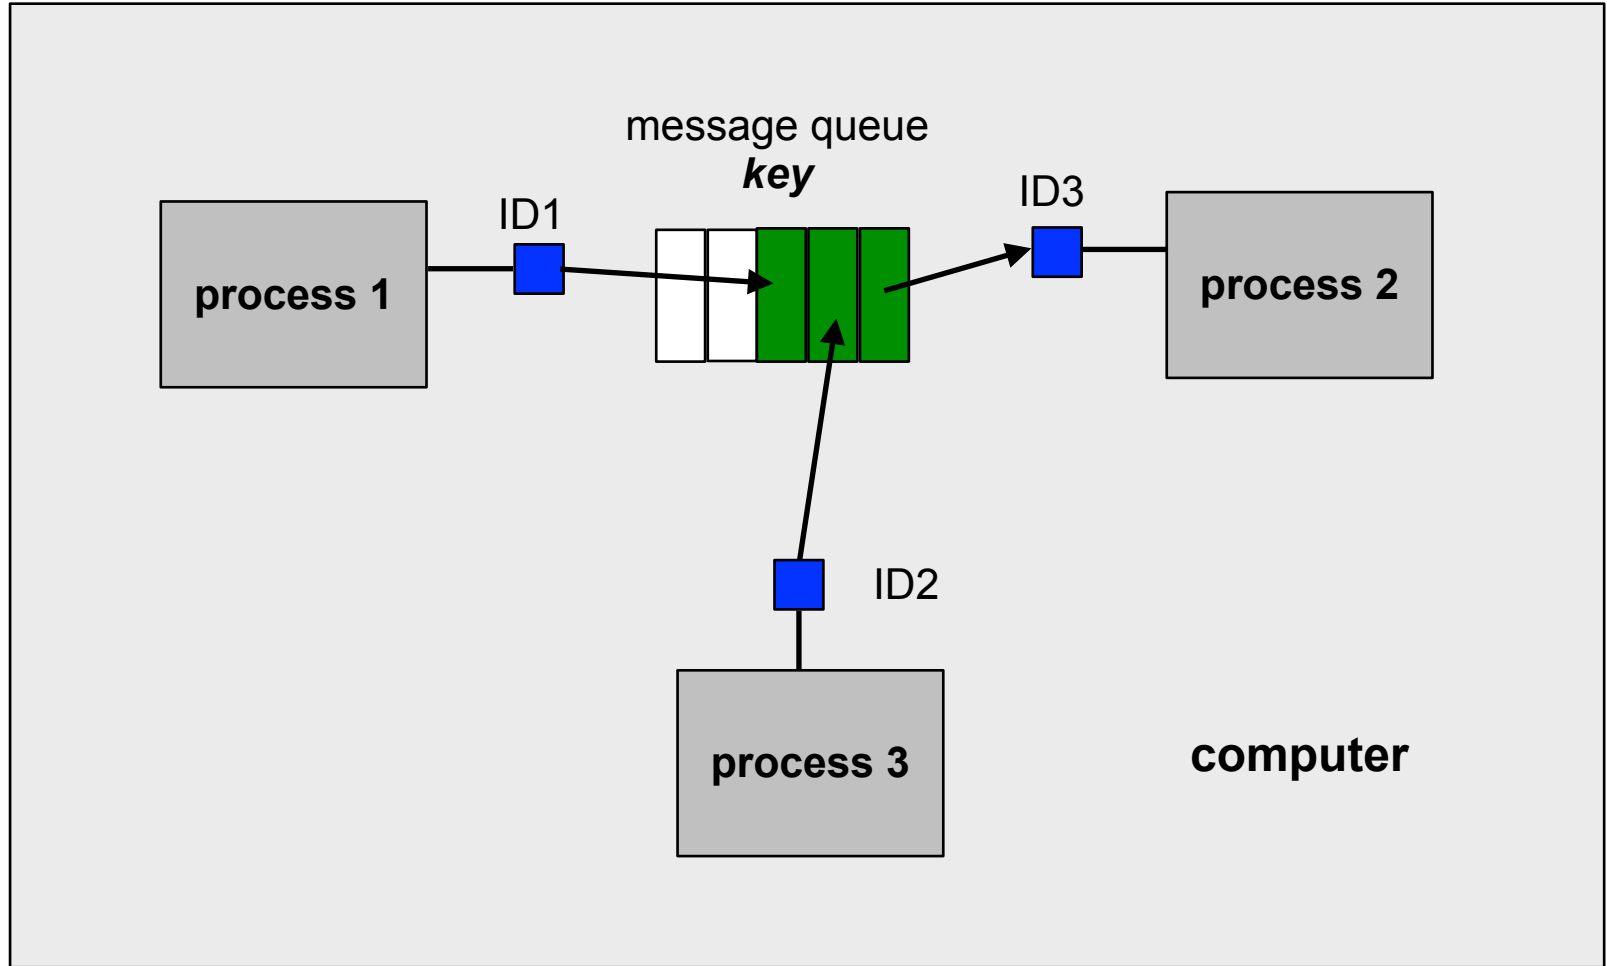 message queue
key
ID1
ID3
process 1
process 2
ID2
process 3
computer